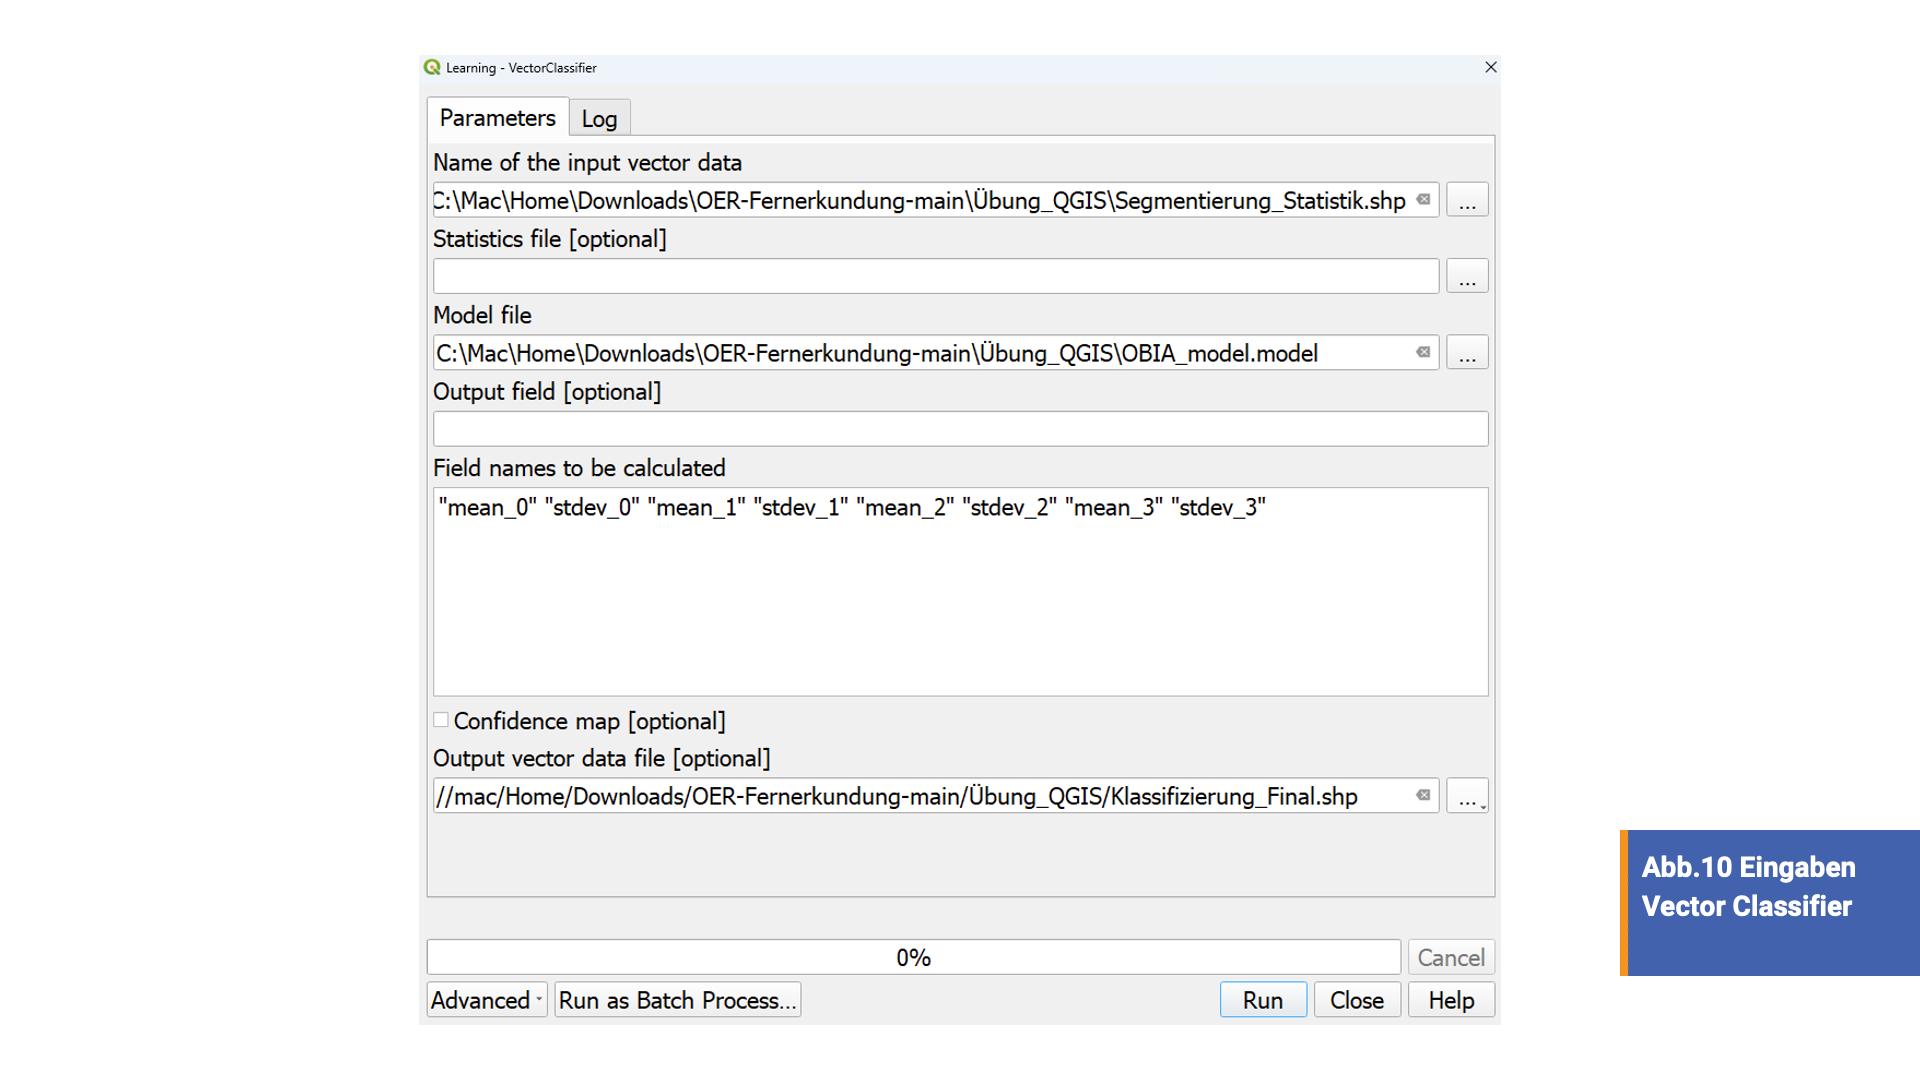 Learning - VectorClassifier
Parameters
Log
Name of the input vector data
C:\Mac\Home\Downloads\OER-Fernerkundung-main\Übung_QGIS\Segmentierung_Statistik.shp
...
Statistics file [optional]
...
Model file
C:\Mac\Home\Downloads\OER-Fernerkundung-main\Übung_QGIS\OBIA_model.model
...
Output field [optional]
Field names to be calculated
"mean_0" "stdev_0" "mean_1" "stdev_1" "mean_2" "stdev_2" "mean_3" "stdev_3"
Confidence map [optional]
Output vector data file [optional]
//mac/Home/Downloads/OER-Fernerkundung-main/Übung_QGIS/Klassifizierung_Final.shp
...
Abb.10 Eingaben
Vector Classifier
0%
Cancel
Advanced
Run as Batch Process...
Run
Close
Help